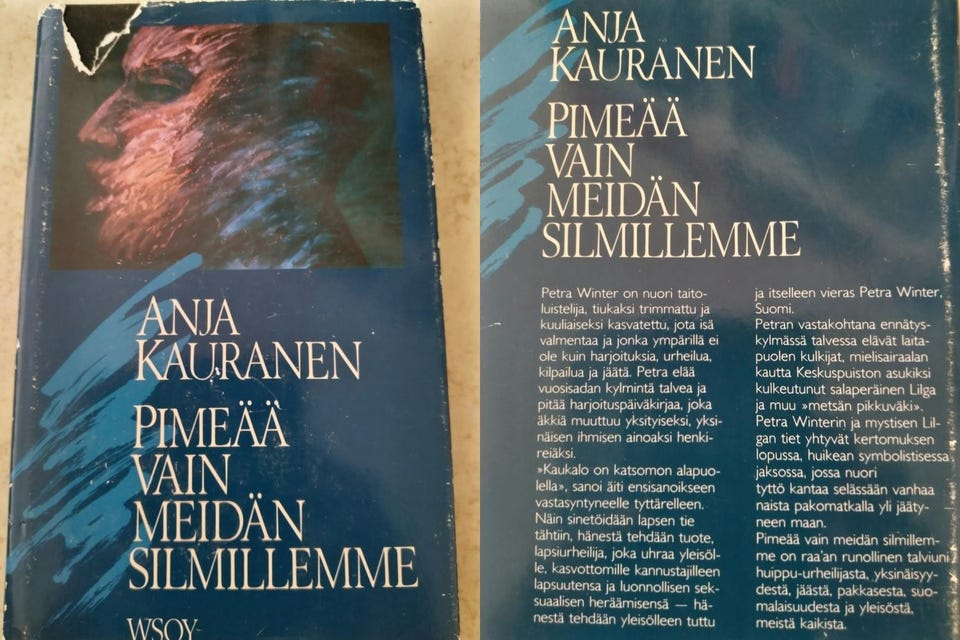 ANJA
KAURANEN
PIMEÄÄ
VAIN
MEIDÄN
SILMILLEMME
WSOY
ANJA
KAURANEN
PIMEÄÄ
VAIN
MEIDÄN
SILMILLEMME
Petra Winter on nuori taito-
luistelija, tiukaksi trimmattu ja
kuuliaiseksi kasvatettu, jota isä
valmentaa ja jonka ympärillä ei
ole kuin harjoituksia, urheilua,
kilpailua ja jäätä. Petra elää
vuosisadan kylmintä talvea ja
pitää harjoituspäiväkirjaa, joka
äkkiä muuttuu yksityiseksi, yksi-
näisen ihmisen ainoaksi henki-
reiäksi.
»Kaukalo on katsomon alapuo-
lella», sanoi äiti ensisanoikseen
vastasyntyneelle tyttärelleen.
Näin sinetöidään lapsen tie
tähtiin, hänestä tehdään tuote,
lapsiurheilija, joka uhraa yleisöl-
le, kasvottomille kannustajilleen
lapsuutensa ja luonnollisen sek-
suaalisen heräämisensä — hä-
nestä tehdään yleisölleen tuttu
ja itselleen vieras Petra Winter,
Suomi.
Petran vastakohtana ennätys-
kylmässä talvessa elävät laita-
puolen kulkijat, mielisairaalan
kautta Keskuspuiston asukiksi
kulkeutunut salaperäinen Lilga
ja muu »metsän pikkuväki».
Petra Winterin ja mystisen Lil-
gan tiet yhtyvät kertomuksen
lopussa, huikean symbolistisessa
jaksossa, jossa nuori
tyttö kantaa selässään vanhaa
naista pakomatkalla yli jääty-
neen maan.
Pimeää vain meidän silmillem-
me on raa'an runollinen talviuni
huippu-urheilijasta, yksinäisyy-
destä, jäästä, pakkasesta, suo-
malaisuudesta ja yleisöstä,
meistä kaikista.